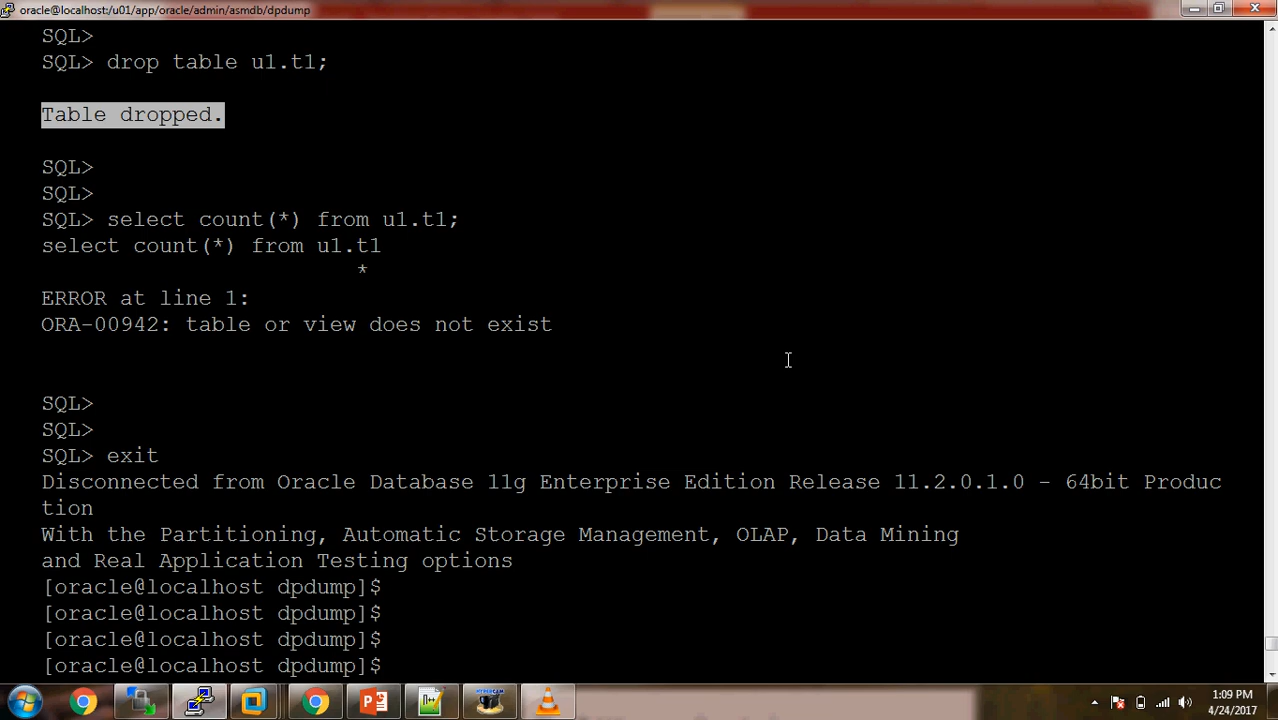 oracle@localhost:/u01/app/oracle/admin/asmdb/dpdump
SQL>
SQL> drop table u1.t1;
Table dropped.
SQL>
SQL>
SQL> select count(*) from u1.t1;
select count(*) from u1.t1
*
ERROR at line 1:
ORA-00942: table or view does not exist
SQL>
SQL>
SQL> exit
Disconnected from Oracle Database 11g Enterprise Edition Release 11.2.0.1.0 - 64bit Produc
tion
With the Partitioning, Automatic Storage Management, OLAP, Data Mining
and Real Application Testing options
[oracle@localhost dpdump]$
[oracle@localhost dpdump]$
[oracle@localhost dpdump]$
[oracle@localhost dpdump]$
1:09 PM
4/24/2017